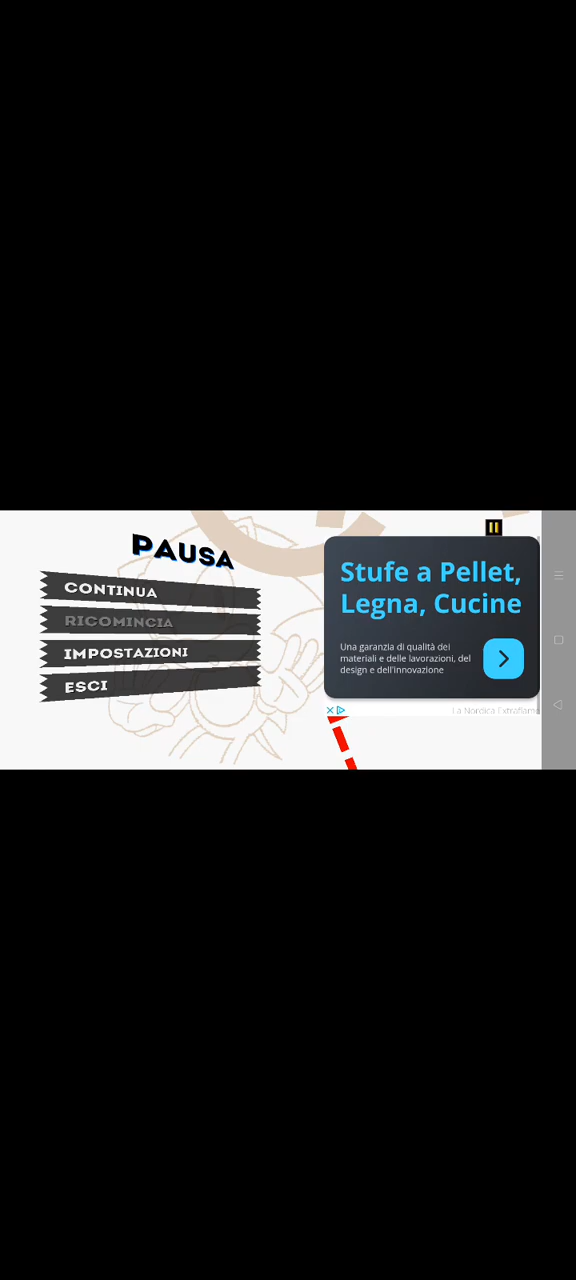 PAUSA
CONTINUA
RICOMINCIA
IMPOSTAZIONI
ESCI
Stufe a Pellet,
Legna, Cucine
Una garanzia di qualità dei
materiali e delle lavorazioni, del
design e dell'innovazione
La Nordica Extraflame